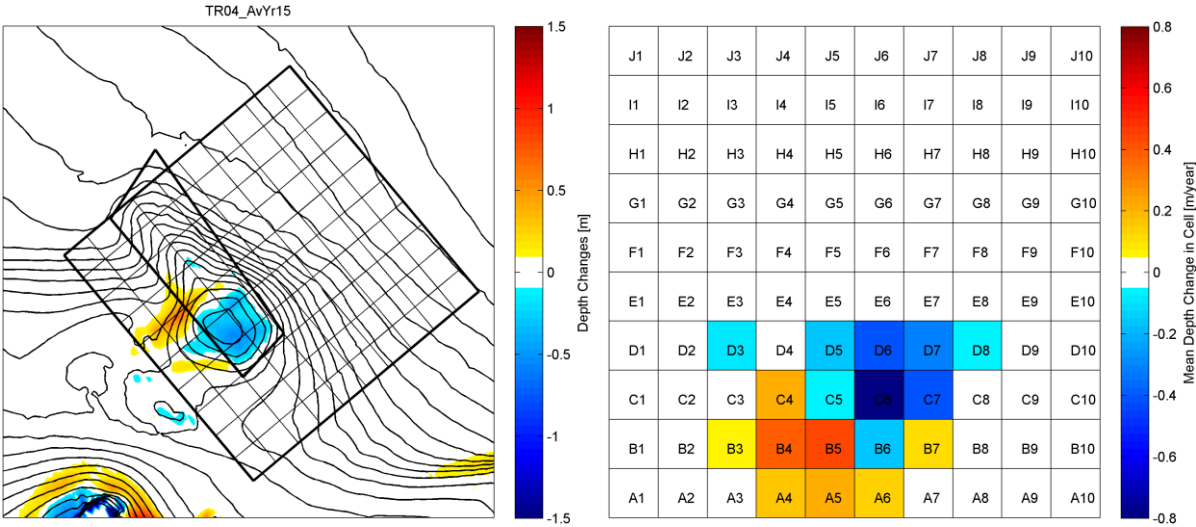 TR04_AvYr15
1.5
1
0.5
0
-0.5
-1
-1.5
Depth Changes [m]
J1 J2 J3 J4 J5 J6 J7 J8 J9 J10
I1 I2 I3 I4 I5 I6 I7 I8 I9 I10
H1 H2 H3 H4 H5 H6 H7 H8 H9 H10
G1 G2 G3 G4 G5 G6 G7 G8 G9 G10
F1 F2 F3 F4 F5 F6 F7 F8 F9 F10
E1 E2 E3 E4 E5 E6 E7 E8 E9 E10
D1 D2 D3 D4 D5 D6 D7 D8 D9 D10
C1 C2 C3 C4 C5 C6 C7 C8 C9 C10
B1 B2 B3 B4 B5 B6 B7 B8 B9 B10
A1 A2 A3 A4 A5 A6 A7 A8 A9 A10
0.8
0.6
0.4
0.2
0
-0.2
-0.4
-0.6
-0.8
Mean Depth Change in Cell [m/year]